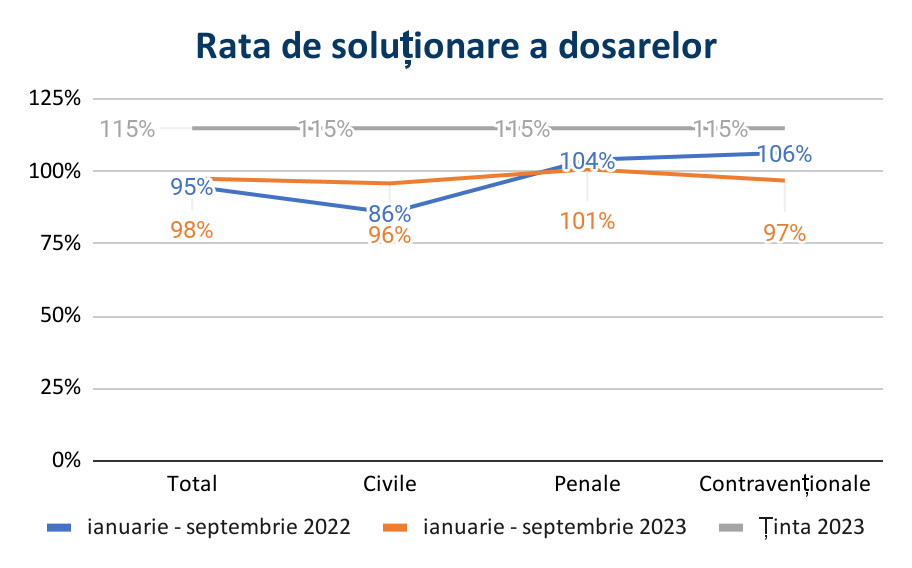 Rata de soluționare a dosarelor
125%
115% 115% 115% 115%
104% 106%
100%
95%
86%
98% 96% 101% 97%
75%
50%
25%
0%
Total Civile Penale Contravenționale
ianuarie - septembrie 2022 ianuarie - septembrie 2023 Ținta 2023